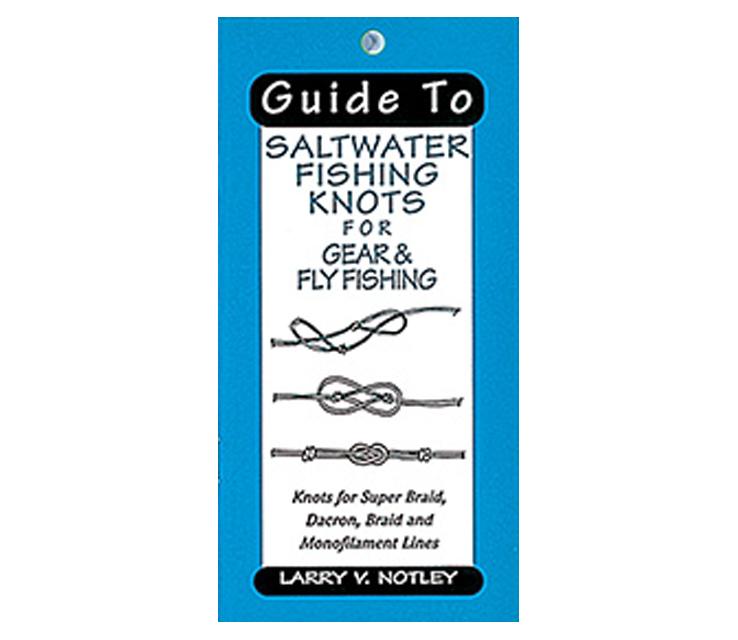 Guide To
SALTWATER
FISHING
KNOTS
FOR
GEAR &
FLY FISHING
Knots for Super Braid,
Dacron, Braid and
Monofilament Lines
LARRY V. NOTLEY